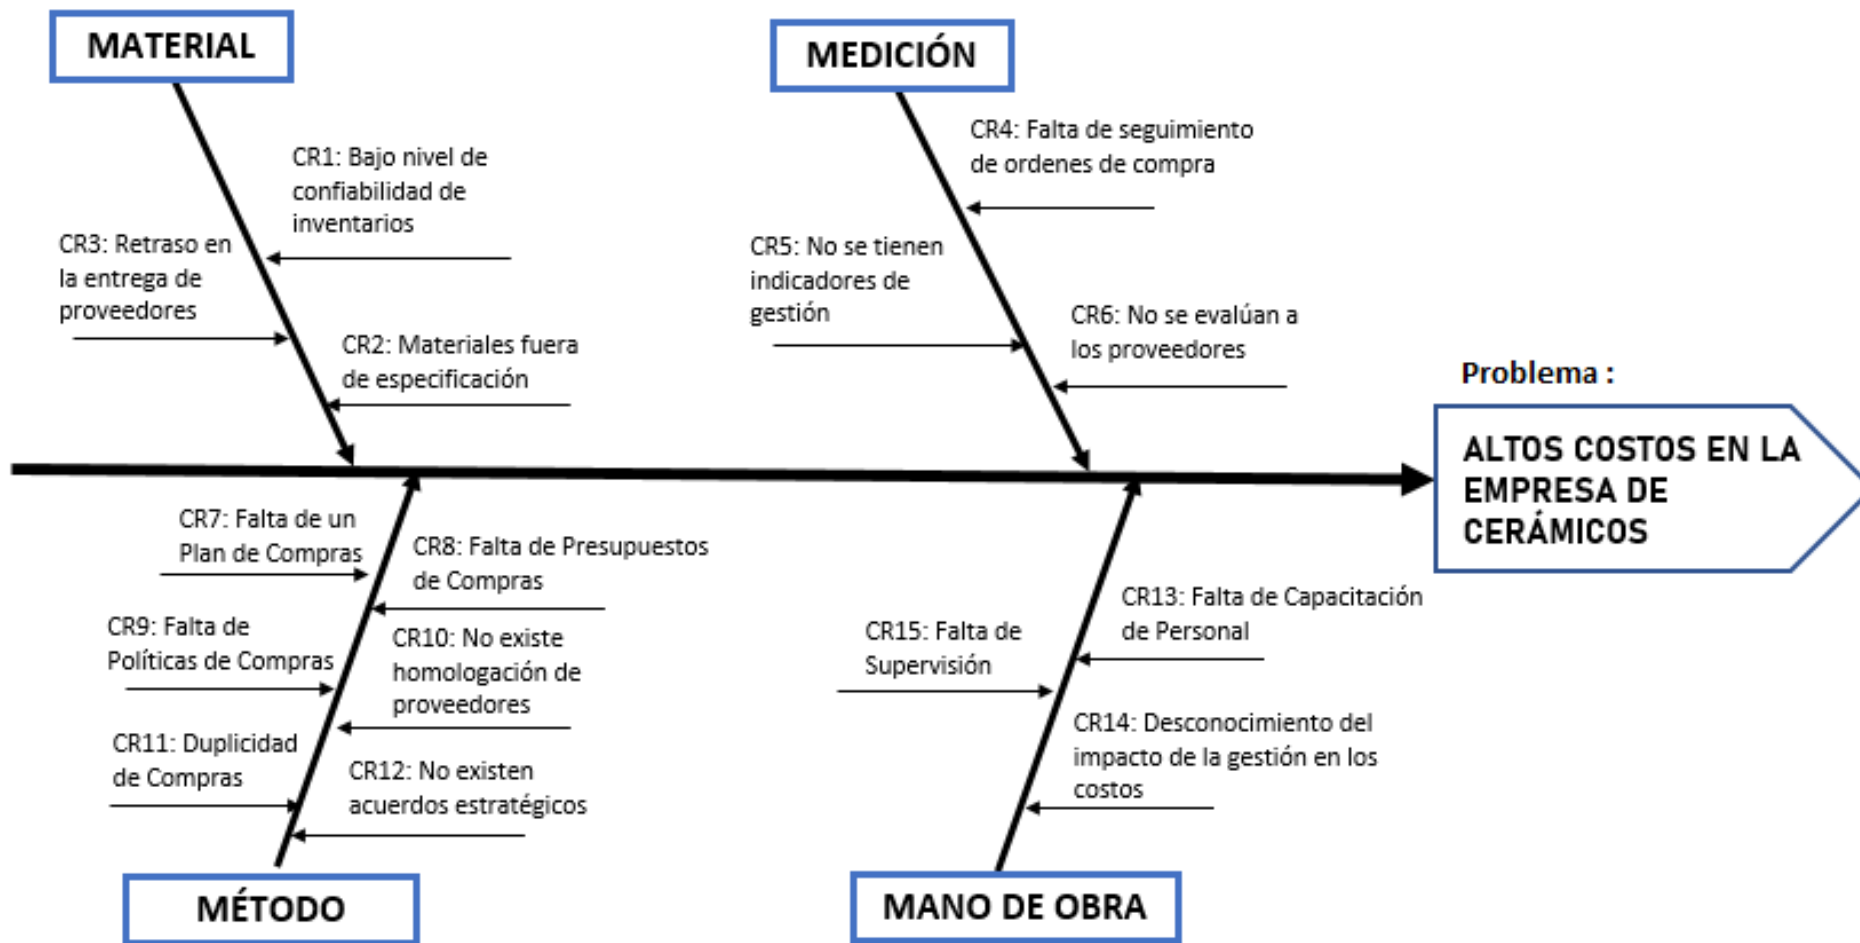 MATERIAL
CR1: Bajo nivel de
confiabilidad de
inventarios
CR3: Retraso en
la entrega de
proveedores
CR2: Materiales fuera
de especificación
MEDICIÓN
CR4: Falta de seguimiento
de ordenes de compra
CR5: No se tienen
indicadores de
gestión
CR6: No se evalúan a
los proveedores
Problema :
ALTOS COSTOS EN LA
EMPRESA DE
CERÁMICOS
CR7: Falta de un
Plan de Compras
CR8: Falta de Presupuestos
de Compras
CR9: Falta de
Políticas de Compras
CR10: No existe
homologación de
proveedores
CR11: Duplicidad
de Compras
CR12: No existen
acuerdos estratégicos
MÉTODO
CR13: Falta de Capacitación
de Personal
CR15: Falta de
Supervisión
CR14: Desconocimiento del
impacto de la gestión en los
costos
MANO DE OBRA